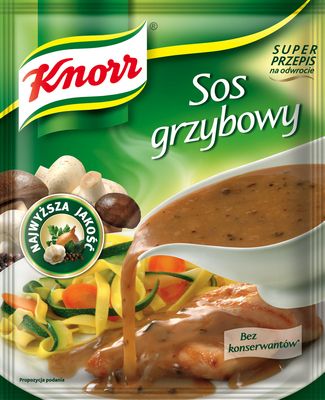 Knorr®
SUPER
PRZEPIS
na odwrocie
Sos
grzybowy
NAJWYŻSZA JAKOŚĆ
Bez
konserwantów*
Propozycja podania